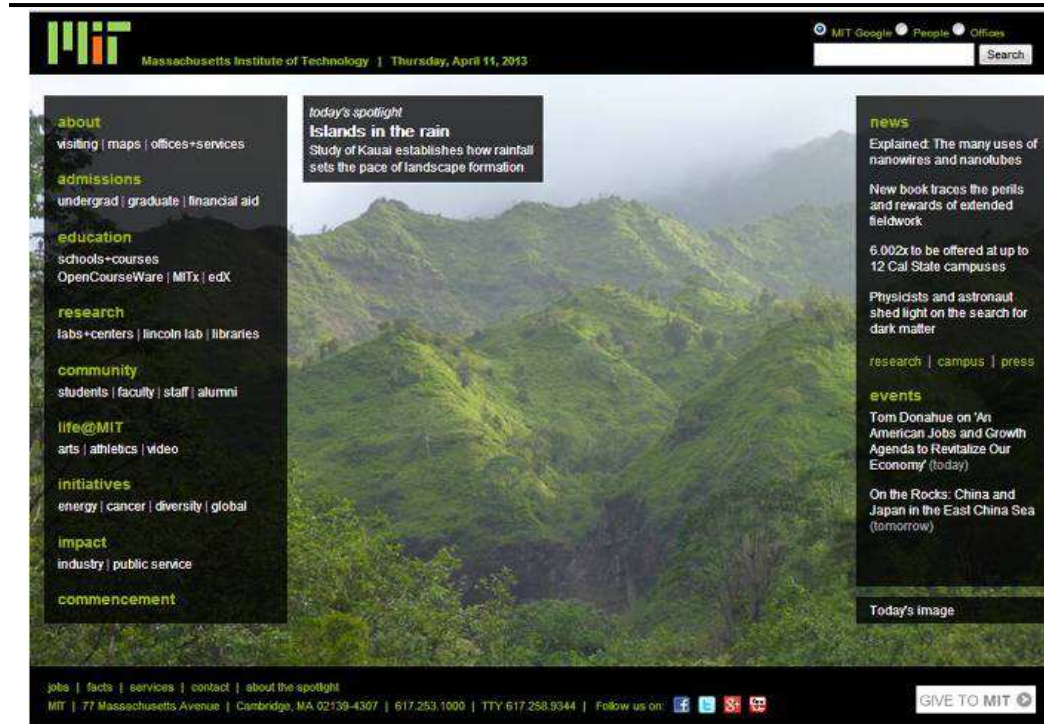 MIT
Massachusetts Institute of Technology | Thursday, April 11, 2013
MIT Google People Offices
Search
about
visiting | maps | offices+services
admissions
undergrad | graduate | financial aid
education
schools+courses
OpenCourseWare | MITx | edX
research
labs+centers | lincoln lab | libraries
community
students | faculty | staff | alumni
life@MIT
arts | athletics | video
initiatives
energy | cancer | diversity | global
impact
industry | public service
commencement
today's spotlight
Islands in the rain
Study of Kauai establishes how rainfall
sets the pace of landscape formation
news
Explained: The many uses of
nanowires and nanotubes
New book traces the perils
and rewards of extended
fieldwork
6.002x to be offered at up to
12 Cal State campuses
Physicists and astronaut
shed light on the search for
dark matter
research | campus | press
events
Tom Donahue on 'An
American Jobs and Growth
Agenda to Revitalize Our
Economy' (today)
On the Rocks: China and
Japan in the East China Sea
(tomorrow)
Today's image
jobs | facts | services | contact | about the spotlight
MIT | 77 Massachusetts Avenue | Cambridge, MA 02139-4307 | 617.253.1000 | TTY 617.258.9344 | Follow us on:
GIVE TO MIT